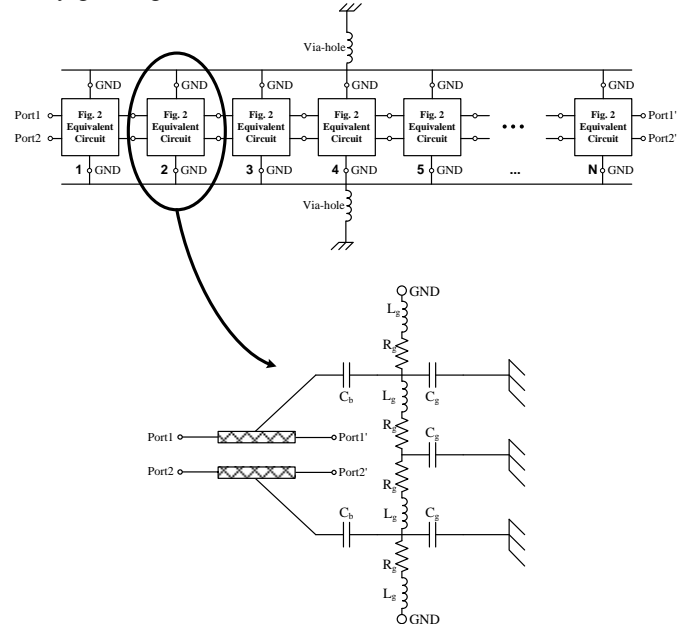 Via-hole
GND GND GND GND GND GND
Port1 Fig. 2 Equivalent Circuit Fig. 2 Equivalent Circuit Fig. 2 Equivalent Circuit Fig. 2 Equivalent Circuit Fig. 2 Equivalent Circuit ... Fig. 2 Equivalent Circuit Port1'
Port2 Port2'
1 GND 2 GND 3 GND 4 GND 5 GND ... N GND
Via-hole
GND
Lg
Rg
Cb Lg Cg
Port1 Port1' Rg Cg
Port2 Port2' Rg
Cb Lg Cg
Rg
Lg
GND